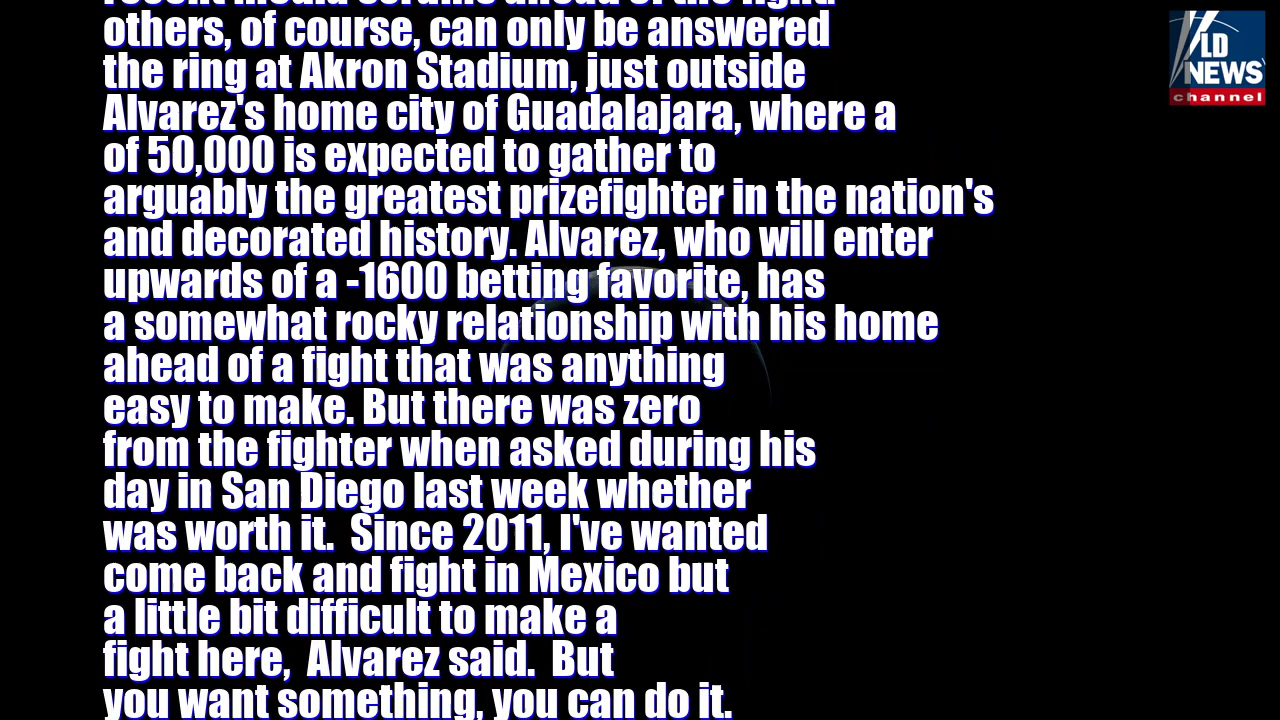 others, of course, can only be answered
the ring at Akron Stadium, just outside
Alvarez's home city of Guadalajara, where a
of 50,000 is expected to gather to
arguably the greatest prizefighter in the nation's
and decorated history. Alvarez, who will enter
upwards of a -1600 betting favorite, has
a somewhat rocky relationship with his home
ahead of a fight that was anything
easy to make. But there was zero
from the fighter when asked during his
day in San Diego last week whether
was worth it.  Since 2011, I've wanted
come back and fight in Mexico but
a little bit difficult to make a
fight here,  Alvarez said.  But
you want something, you can do it.
LD
NEWS
channel